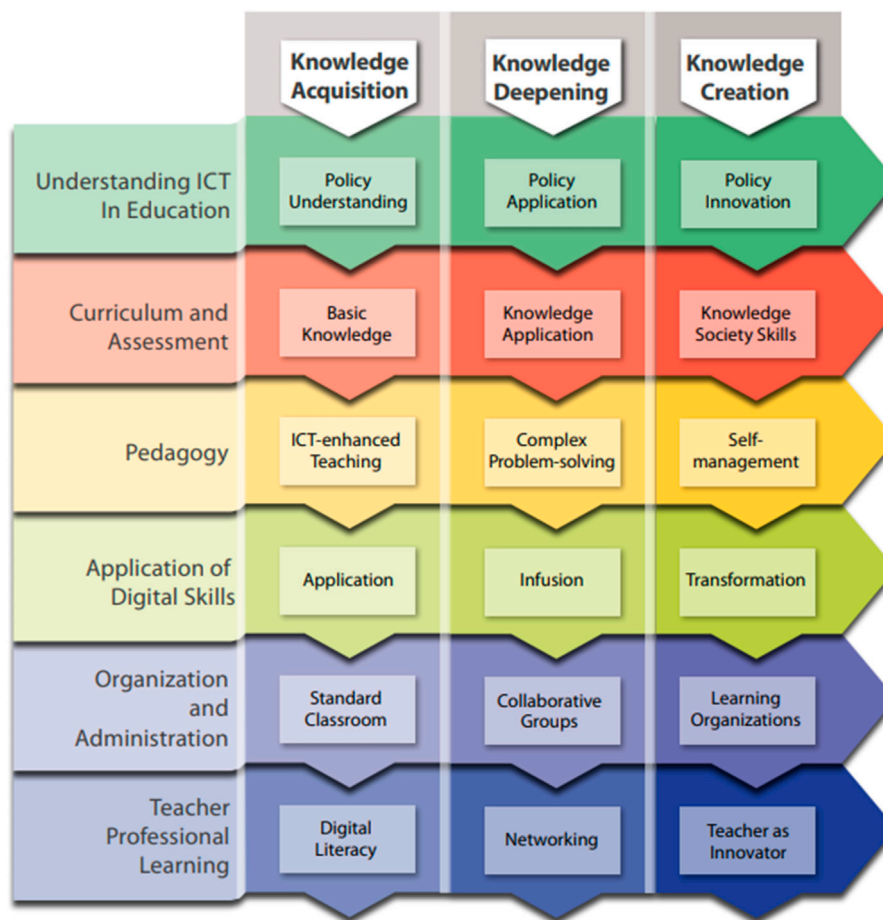 Knowledge
Acquisition
Knowledge
Deepening
Knowledge
Creation
Understanding ICT
In Education
Policy
Understanding
Policy
Application
Policy
Innovation
Curriculum and
Assessment
Basic
Knowledge
Knowledge
Application
Knowledge
Society Skills
Pedagogy
ICT-enhanced
Teaching
Complex
Problem-solving
Self-
management
Application of
Digital Skills
Application
Infusion
Transformation
Organization
and
Administration
Standard
Classroom
Collaborative
Groups
Learning
Organizations
Teacher
Professional
Learning
Digital
Literacy
Networking
Teacher as
Innovator